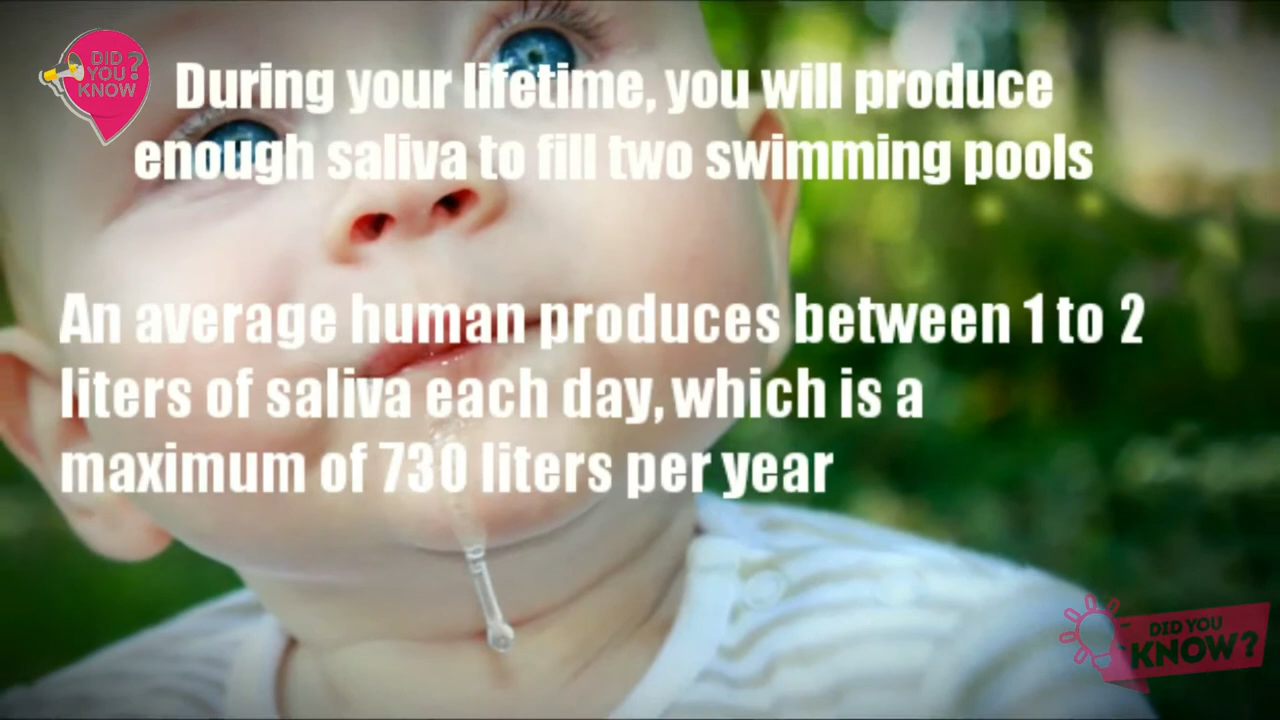 DID
YOU?
KNOW
During your lifetime, you will produce
enough saliva to fill two swimming pools
An average human produces between 1 to 2
liters of saliva each day, which is a
maximum of 730 liters per year
DID YOU
KNOW?